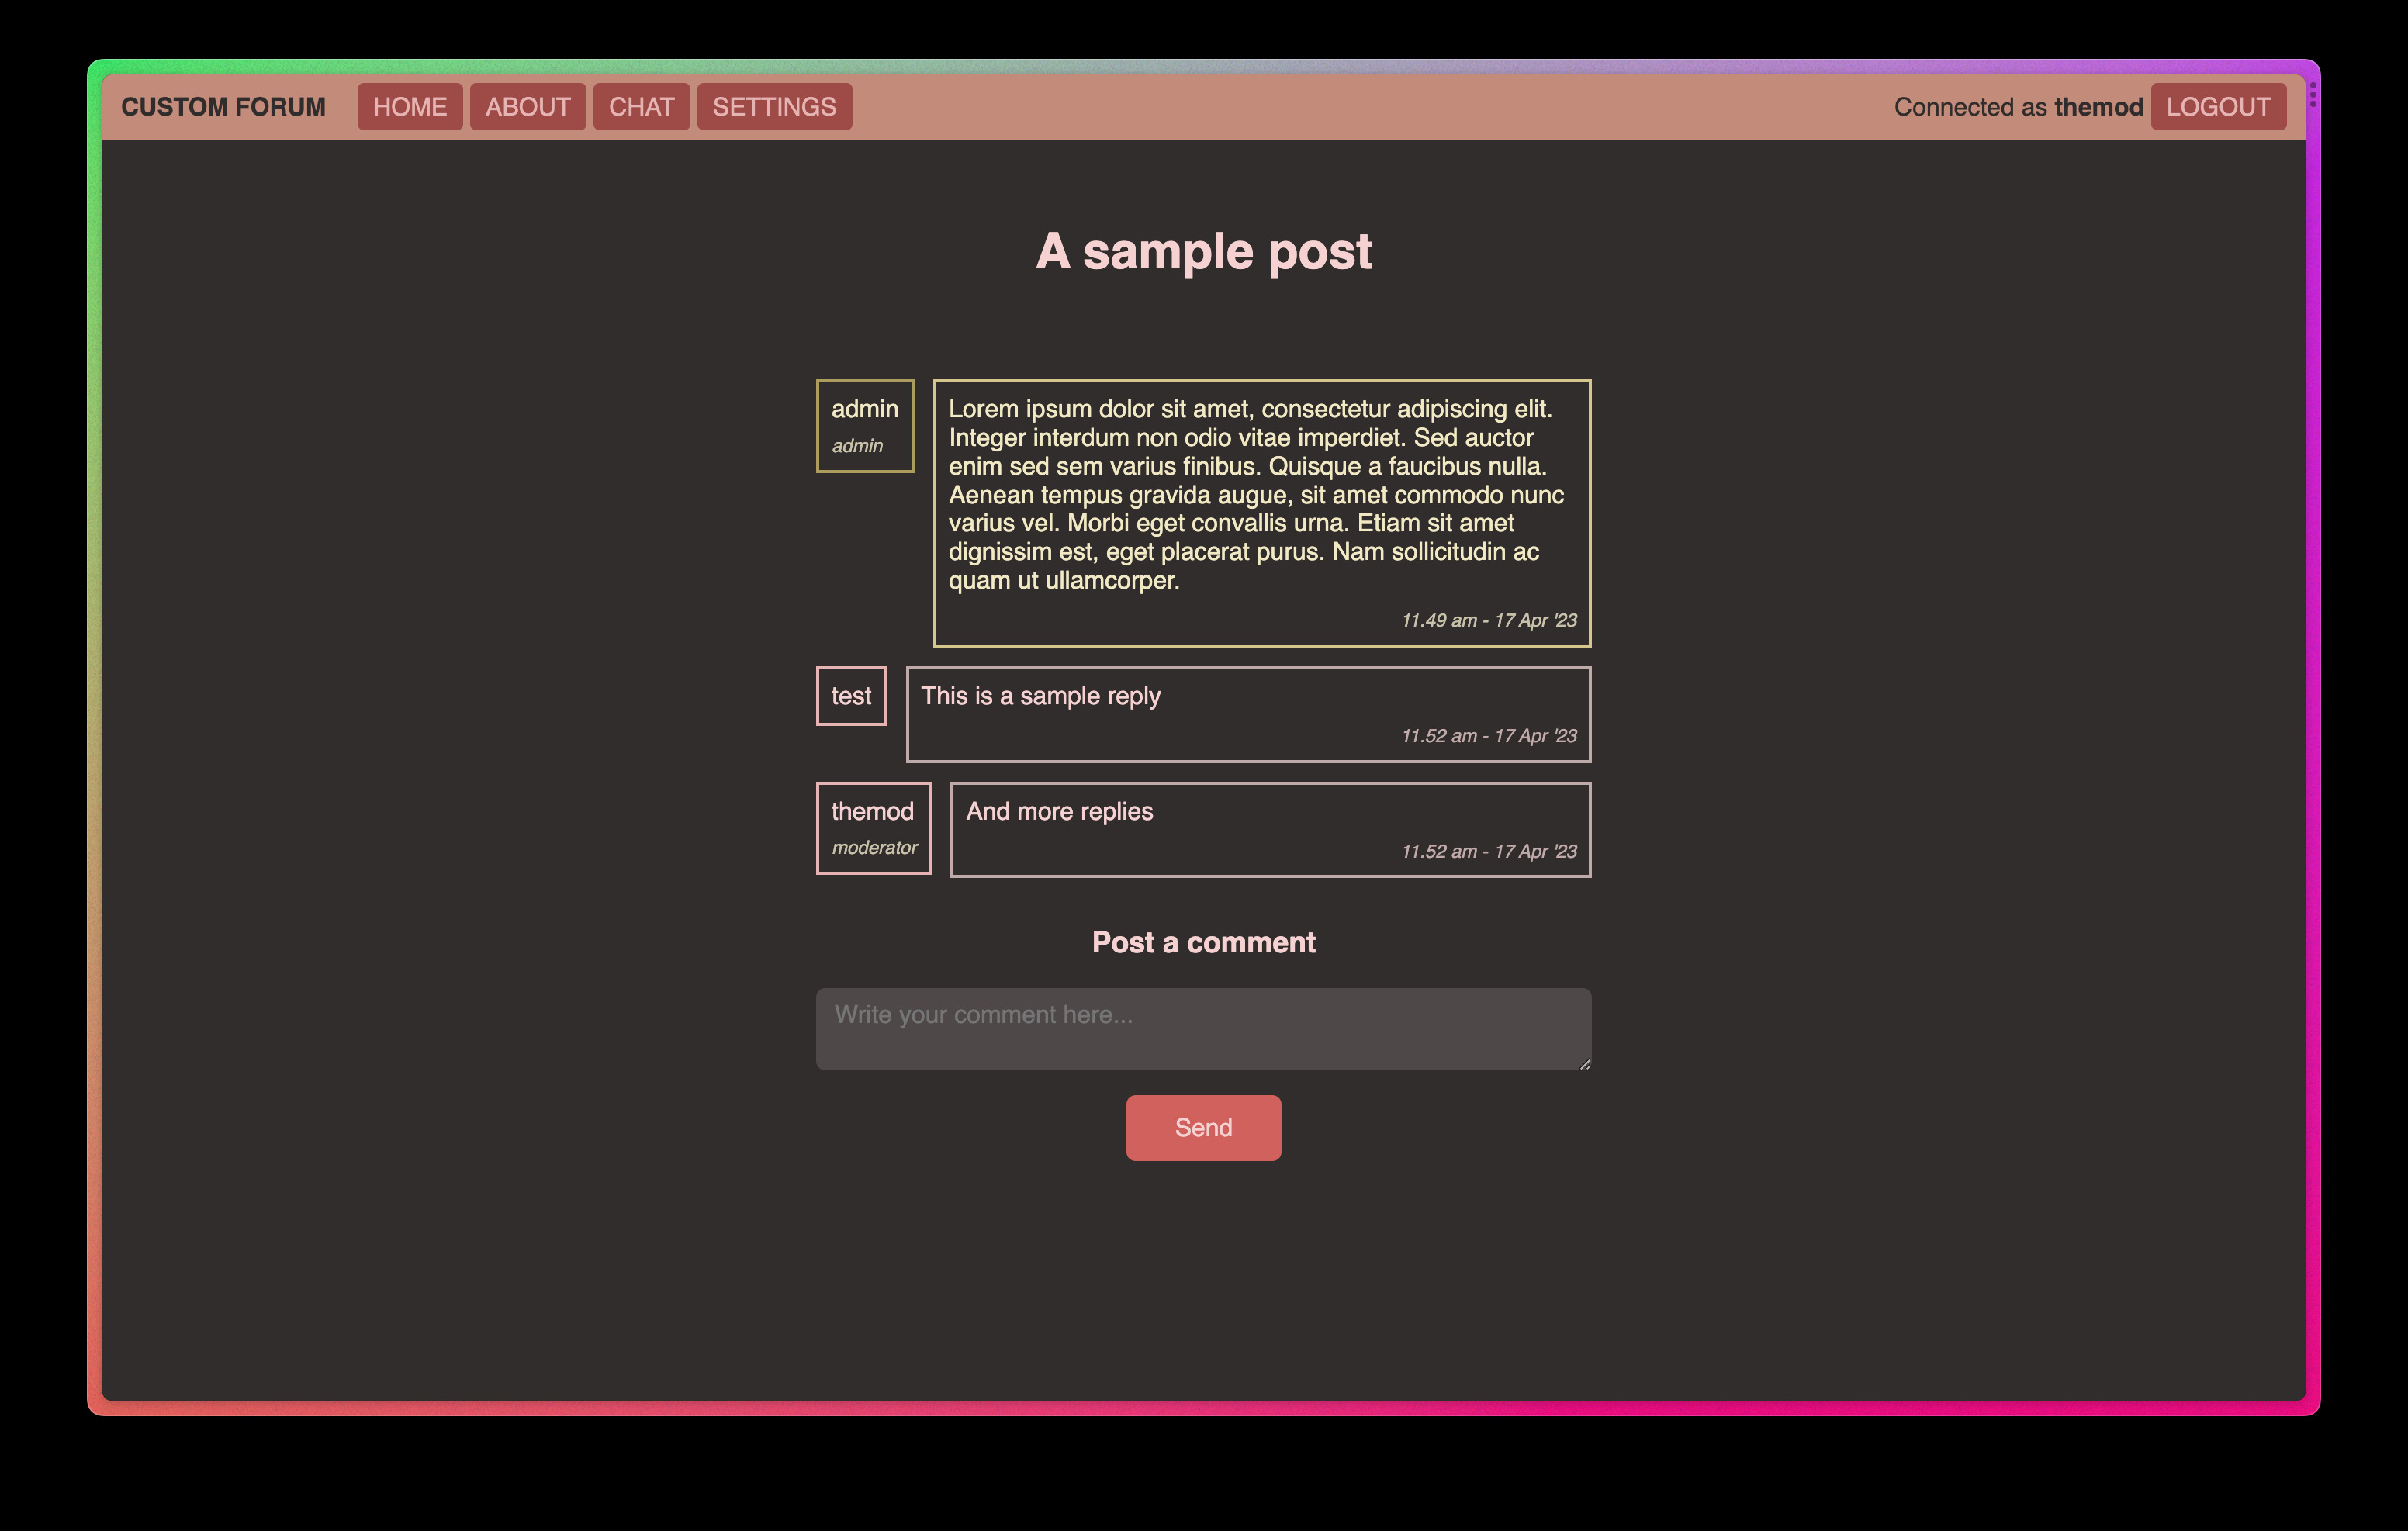 CUSTOM FORUM HOME ABOUT CHAT SETTINGS Connected as themod LOGOUT
A sample post
admin
admin
Lorem ipsum dolor sit amet, consectetur adipiscing elit.
Integer interdum non odio vitae imperdiet. Sed auctor
enim sed sem varius finibus. Quisque a faucibus nulla.
Aenean tempus gravida augue, sit amet commodo nunc
varius vel. Morbi eget convallis urna. Etiam sit amet
dignissim est, eget placerat purus. Nam sollicitudin ac
quam ut ullamcorper.
11.49 am - 17 Apr '23
test
This is a sample reply
11.52 am - 17 Apr '23
themod
moderator
And more replies
11.52 am - 17 Apr '23
Post a comment
Write your comment here...
Send